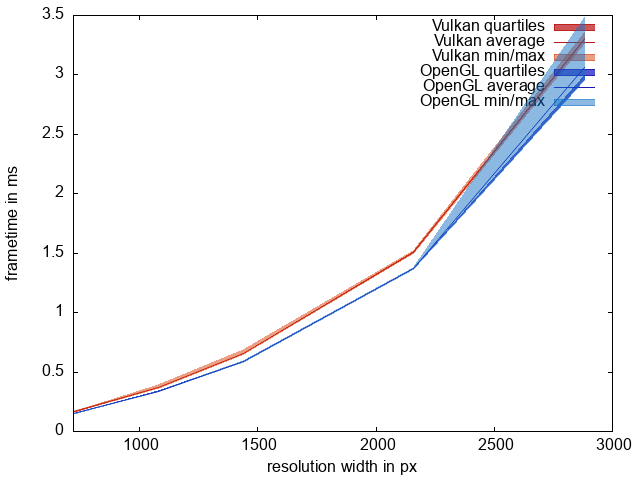 3.5
3
2.5
2
1.5
1
0.5
0
frametime in ms
Vulkan quartiles
Vulkan average
Vulkan min/max
OpenGL quartiles
OpenGL average
OpenGL min/max
1000 1500 2000 2500 3000
resolution width in px